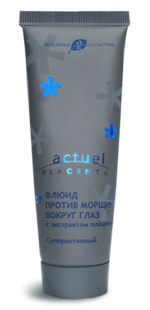 actuel
PLACENTA
ФЛЮИД
ПРОТИВ МОРЩИН
ВОКРУГ ГЛАЗ
с экстрактом плаценты
Суперактивный